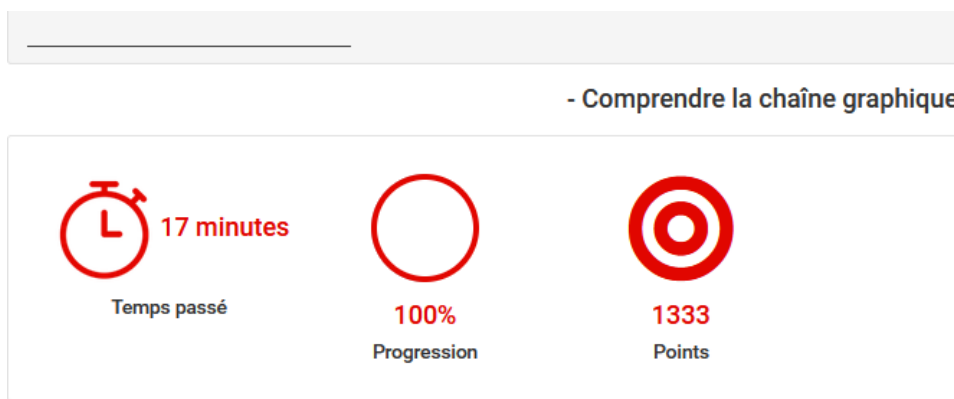 - Comprendre la chaîne graphique
17 minutes
Temps passé
100%
Progression
1333
Points